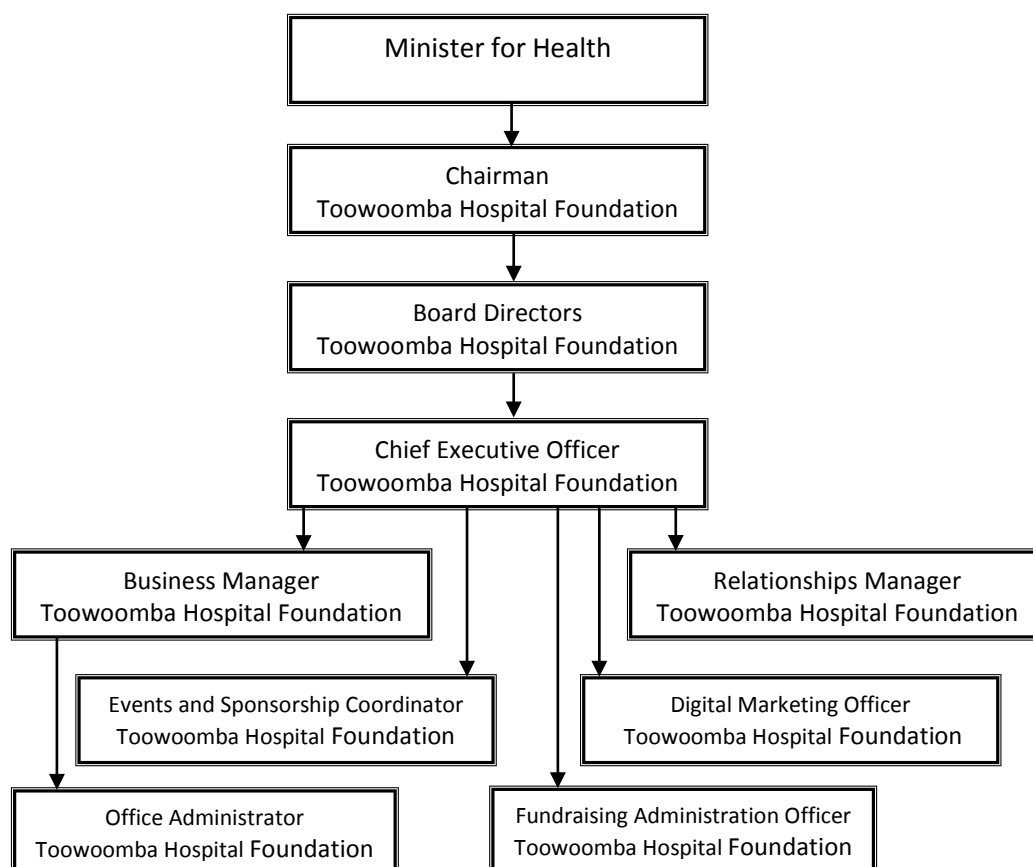 Minister for Health
Chairman
Toowoomba Hospital Foundation
Board Directors
Toowoomba Hospital Foundation
Chief Executive Officer
Toowoomba Hospital Foundation
Business Manager
Toowoomba Hospital Foundation
Relationships Manager
Toowoomba Hospital Foundation
Events and Sponsorship Coordinator
Toowoomba Hospital Foundation
Digital Marketing Officer
Toowoomba Hospital Foundation
Office Administrator
Toowoomba Hospital Foundation
Fundraising Administration Officer
Toowoomba Hospital Foundation